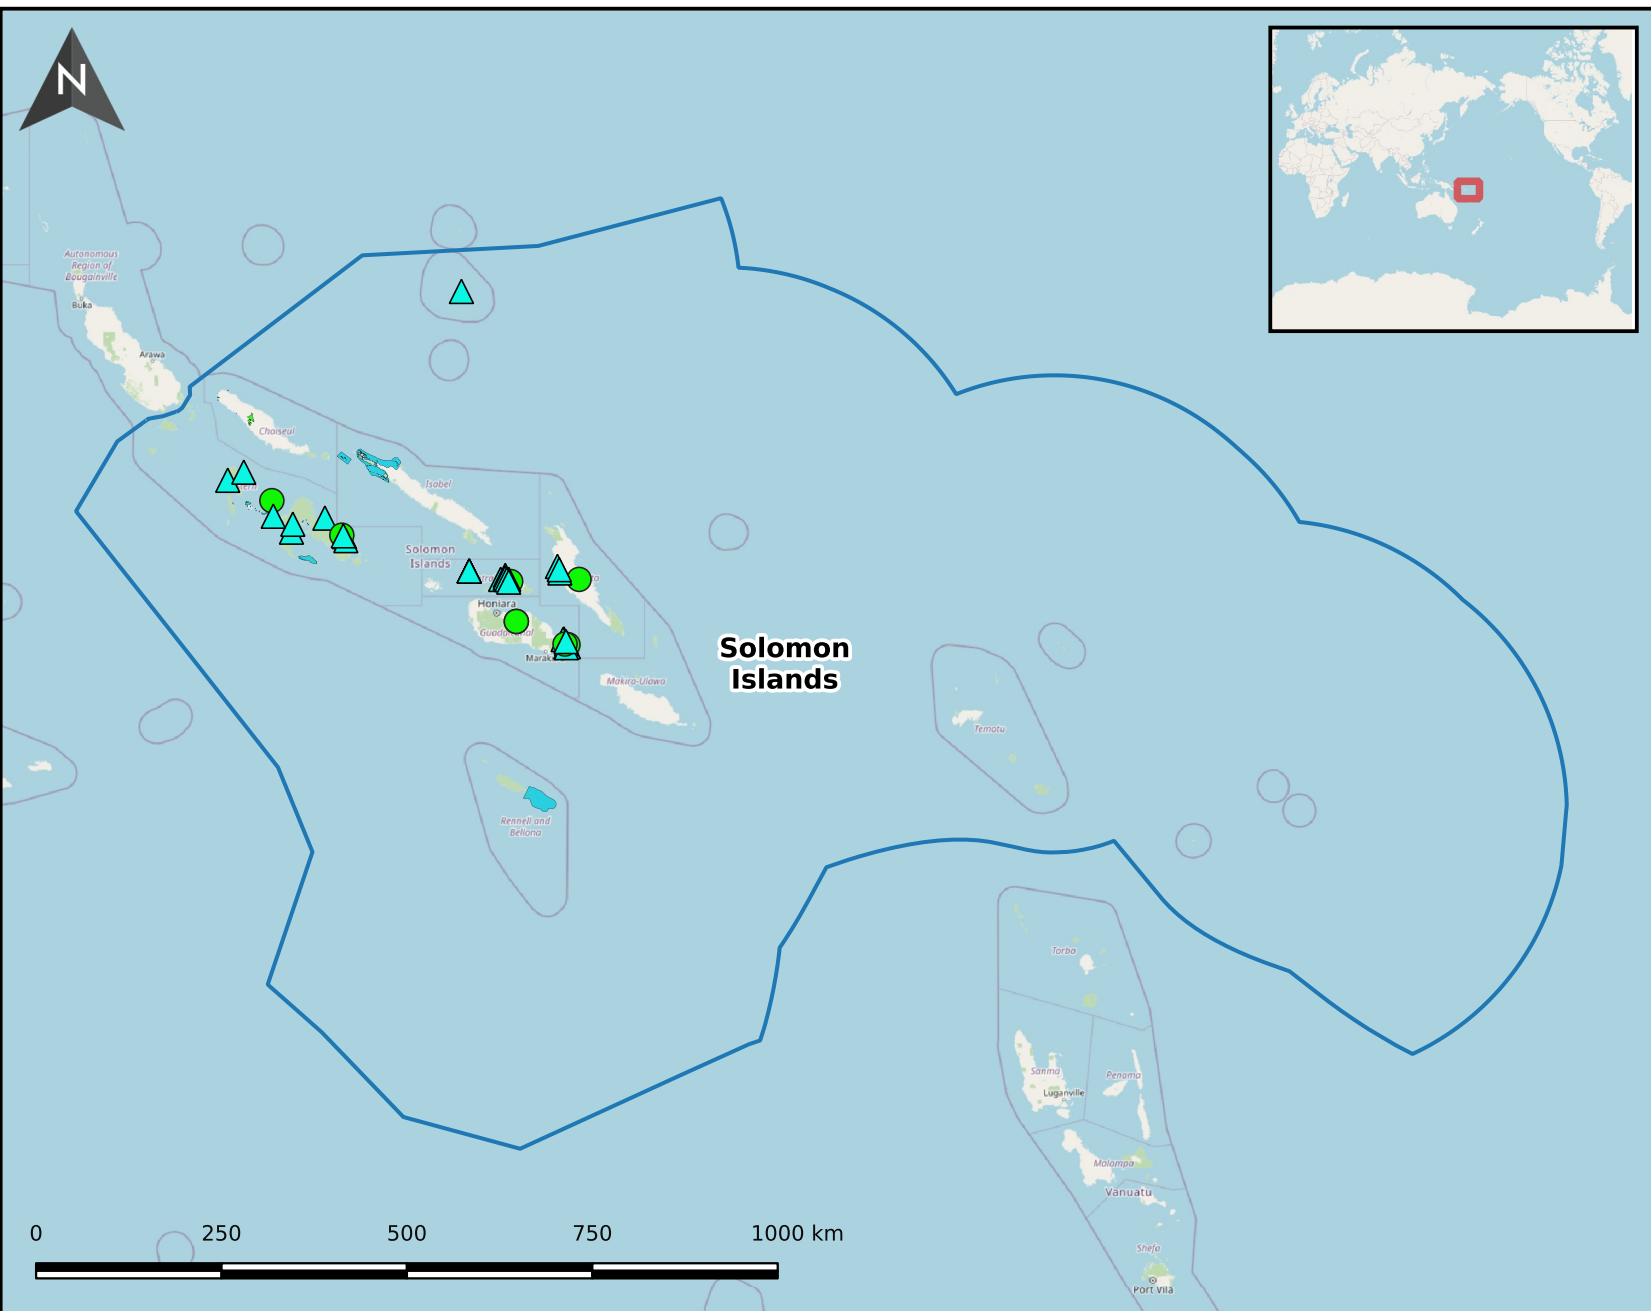 N
Autonomous
Region of
Bougainville
Buka
Arawa
Choiseul
Isabel
Solomon
Islands
Honiara
Solomon
Islands
Makira-Ulawa
Temotu
Rennell and
Bellona
Torba
Sanma
Penama
Luganville
Malampa
Vanuatu
Shefa
Port Vila
0 250 500 750 1000 km